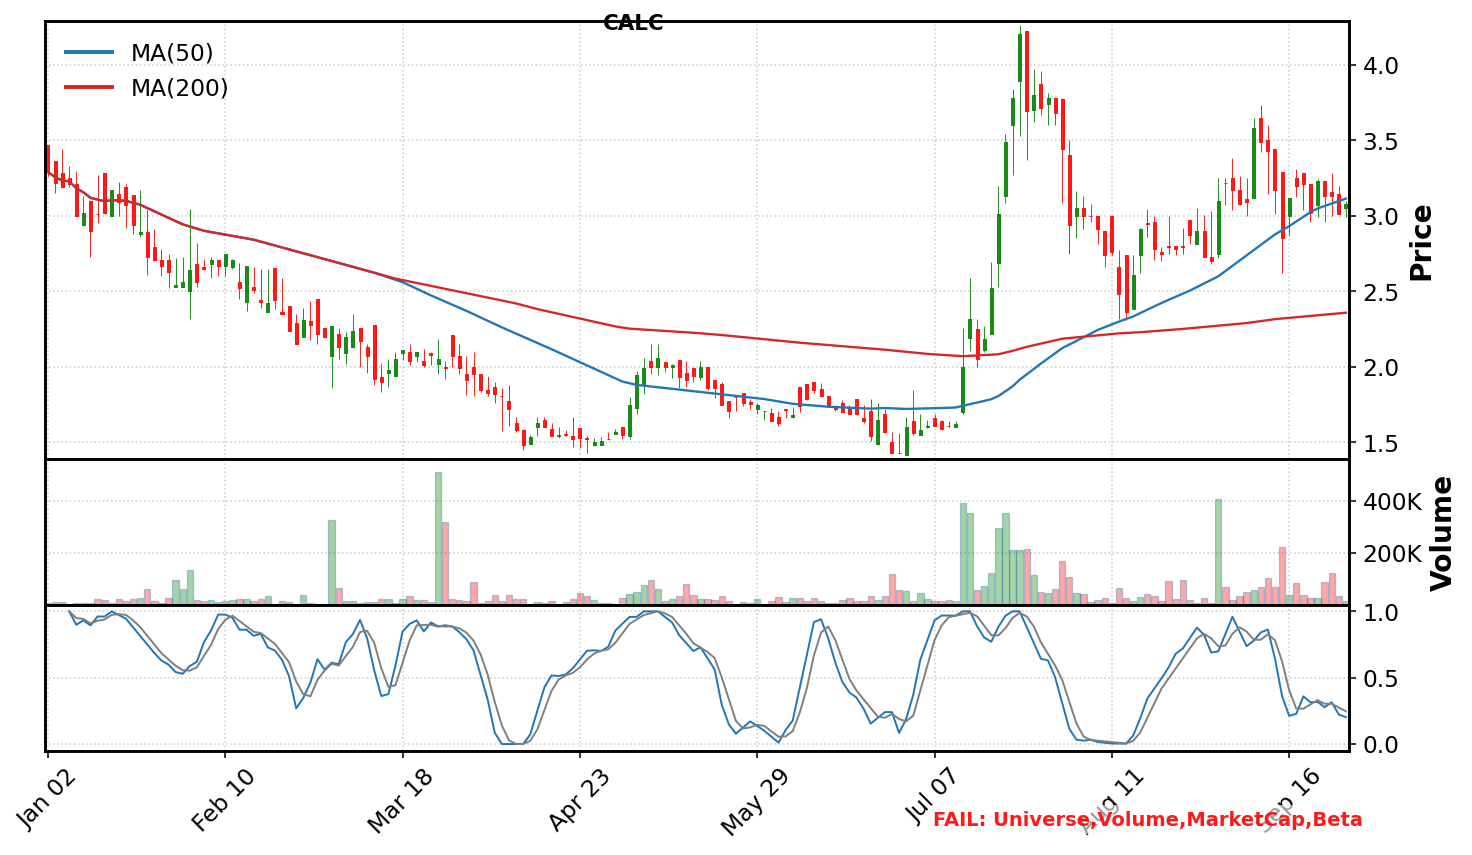 CALC
MA(50)
MA(200)
4.0
3.5
3.0
2.5
2.0
1.5
Price
400K
200K
Volume
1.0
0.5
0.0
Jan 02
Feb 10
Mar 18
Apr 23
May 29
Jul 07
Aug 11
Sep 16
FAIL: Universe,Volume,MarketCap,Beta